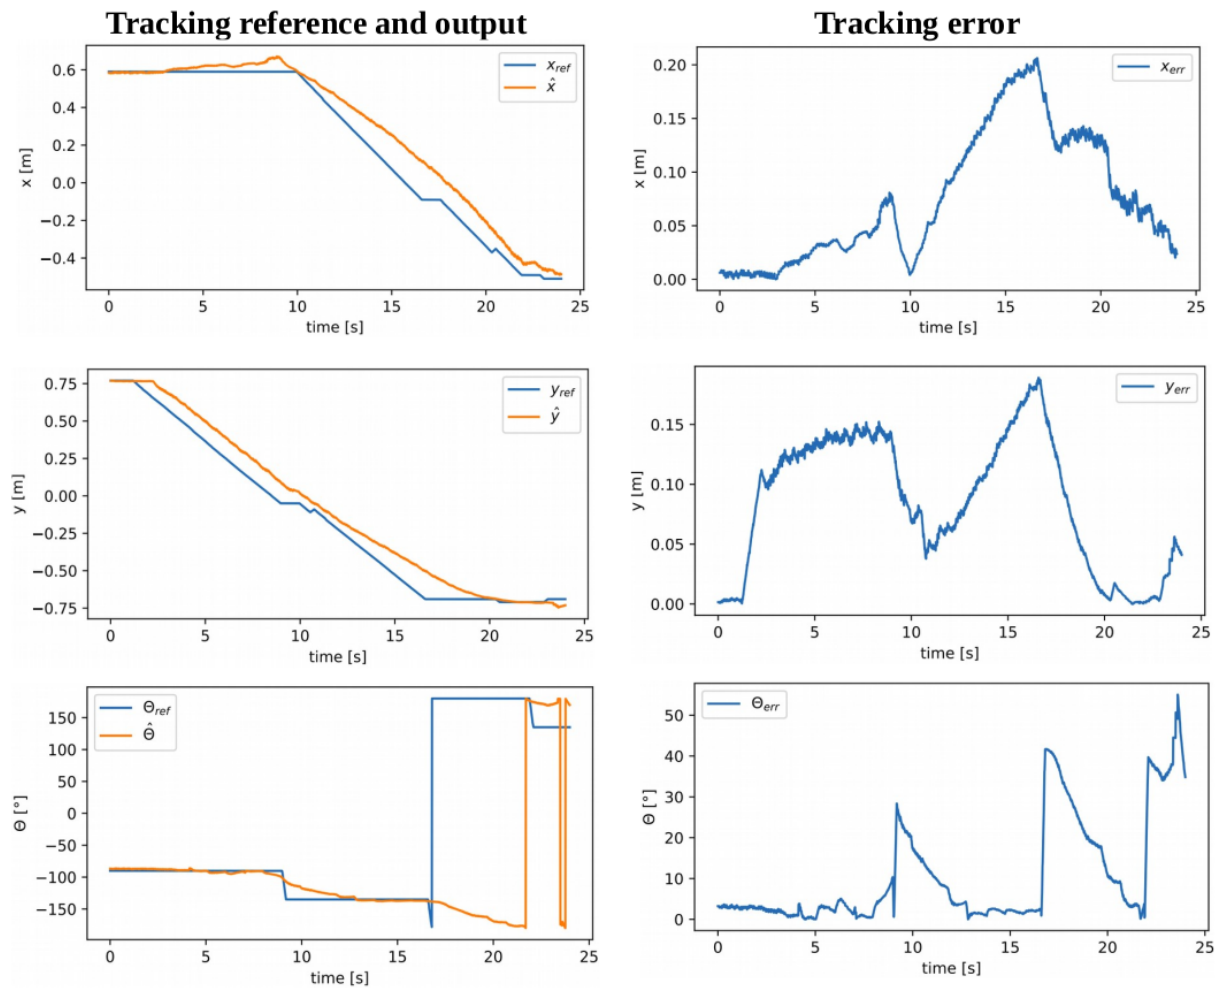 Tracking reference and output
Tracking error
x_ref
x̂
0.6
0.4
0.2
0.0
−0.2
−0.4
x [m]
0 5 10 15 20 25
time [s]
x_err
0.20
0.15
0.10
0.05
0.00
x [m]
0 5 10 15 20 25
time [s]
y_ref
ŷ
0.75
0.50
0.25
0.00
−0.25
−0.50
−0.75
y [m]
0 5 10 15 20 25
time [s]
y_err
0.15
0.10
0.05
0.00
y [m]
0 5 10 15 20 25
time [s]
Θ_ref
Θ̂
150
100
50
0
−50
−100
−150
Θ [°]
0 5 10 15 20 25
time [s]
Θ_err
50
40
30
20
10
0
Θ [°]
0 5 10 15 20 25
time [s]